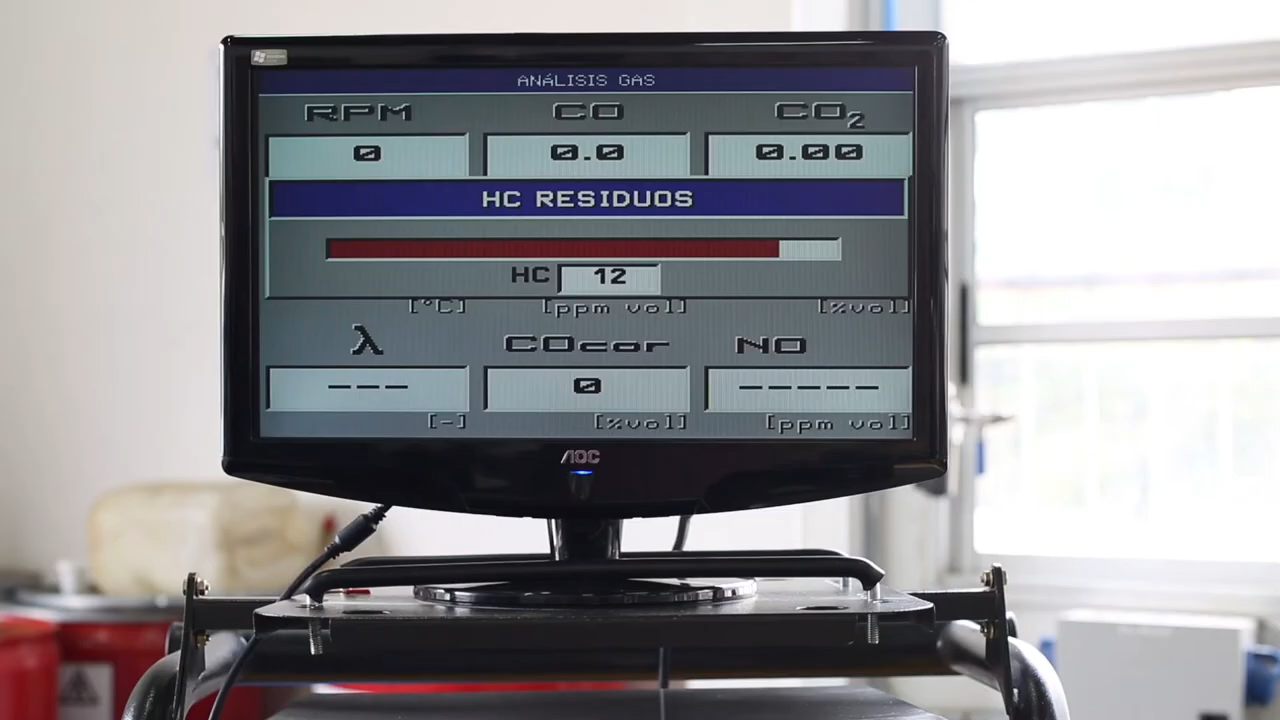 ANÁLISIS GAS
RPM CO CO₂
0 0.0 0.00
HC RESIDUOS
HC 12
[°C] [ppm vol] [%vol]
λ COcor NO
--- 0 -----
[-] [%vol] [ppm vol]
AOC